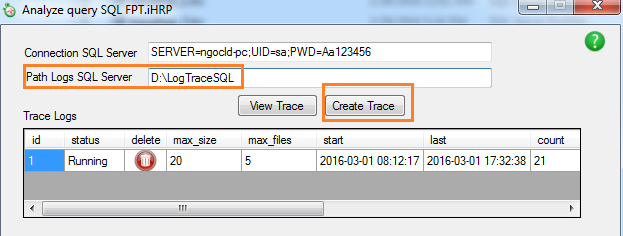 Analyze query SQL FPT.iHRP
Connection SQL Server SERVER=ngocld-pc;UID=sa;PWD=Aa123456
Path Logs SQL Server D:\LogTraceSQL
View Trace Create Trace
Trace Logs
id status delete max_size max_files start last count
1 Running 20 5 2016-03-01 08:12:17 2016-03-01 17:32:38 21